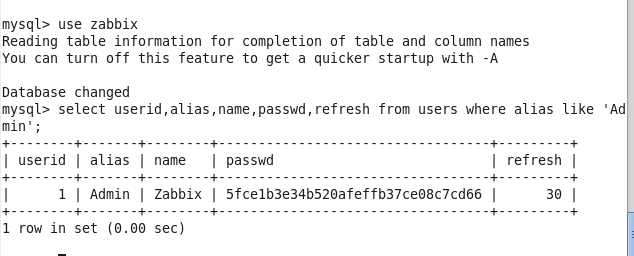 mysql> use zabbix
Reading table information for completion of table and column names
You can turn off this feature to get a quicker startup with -A
Database changed
mysql> select userid,alias,name,passwd,refresh from users where alias like 'Ad
min';
+--------+-------+--------+----------------------------------+---------+
| userid | alias | name   | passwd                           | refresh |
+--------+-------+--------+----------------------------------+---------+
|      1 | Admin | Zabbix | 5fce1b3e34b520afeffb37ce08c7cd66 |      30 |
+--------+-------+--------+----------------------------------+---------+
1 row in set (0.00 sec)